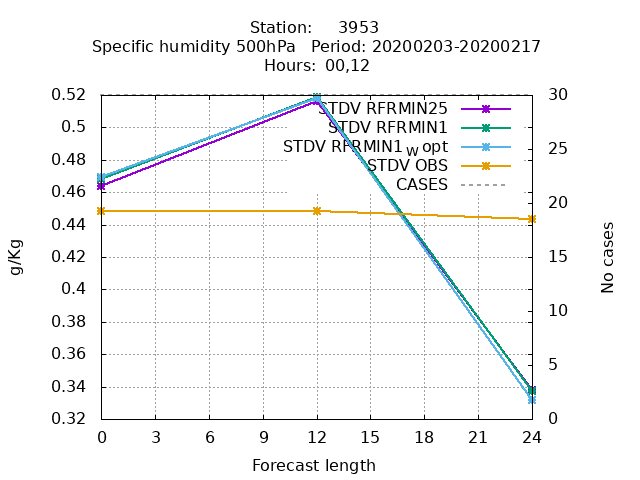 Station: 3953
Specific humidity 500hPa Period: 20200203-20200217
Hours: 00,12
STDV RFRMIN25
STDV RFRMIN1
STDV RFRMIN1_w opt
STDV OBS
CASES
0.52
0.5
0.48
0.46
0.44
0.42
0.4
0.38
0.36
0.34
0.32
g/Kg
30
25
20
15
10
5
0
No cases
0 3 6 9 12 15 18 21 24
Forecast length